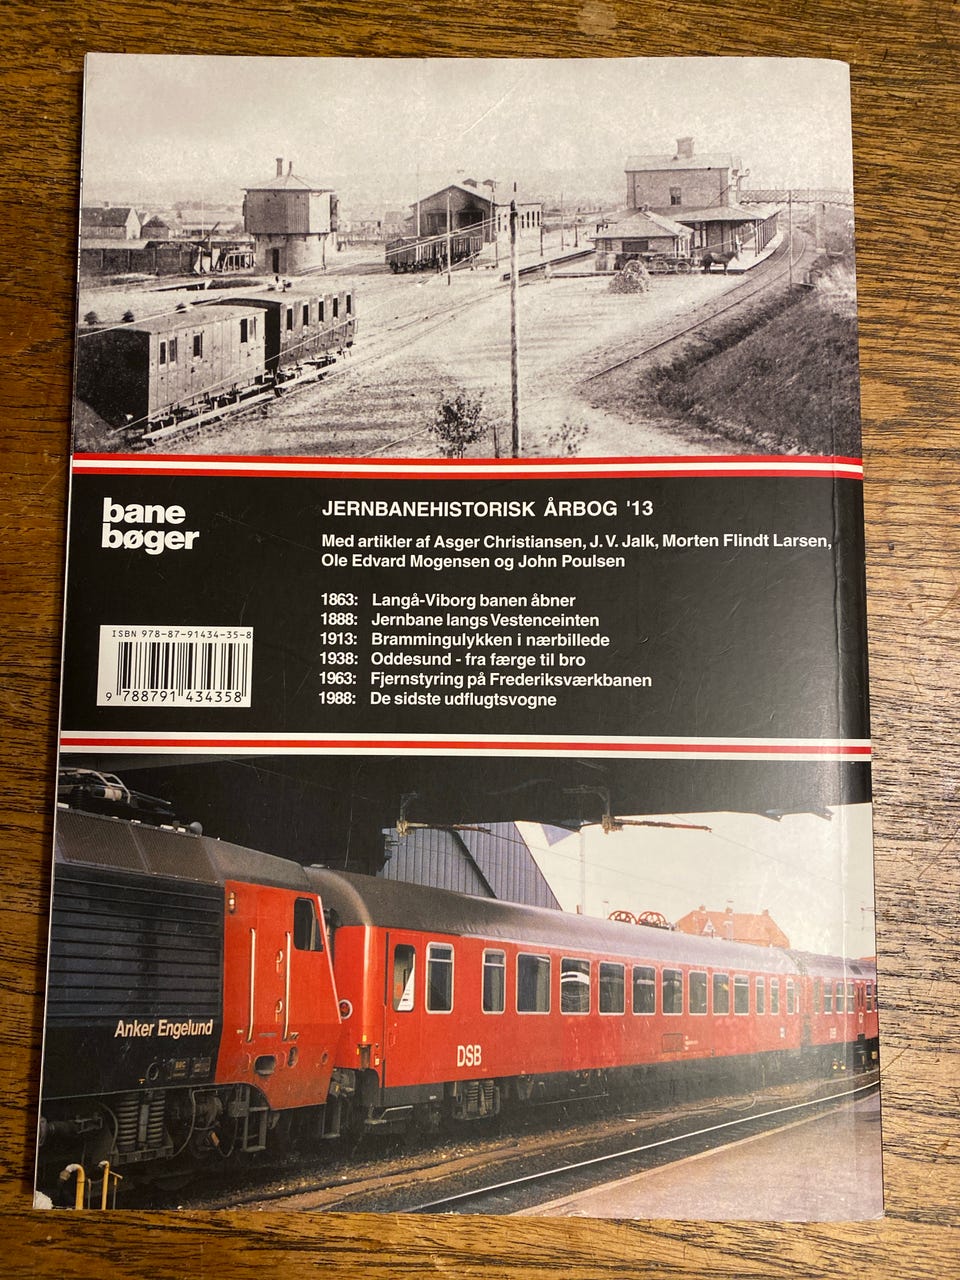 bane
bøger
JERNBANEHISTORISK ÅRBOG '13
Med artikler af Asger Christiansen, J. V. Jalk, Morten Flindt Larsen,
Ole Edvard Mogensen og John Poulsen
1863: Langå-Viborg banen åbner
1888: Jernbane langs Vestenceinten
1913: Brammingulykken i nærbillede
1938: Oddesund - fra færge til bro
1963: Fjernstyring på Frederiksværkbanen
1988: De sidste udflugtsvogne
ISBN 978-87-91434-35-8
9 788791 434358
Anker Engelund
DSB